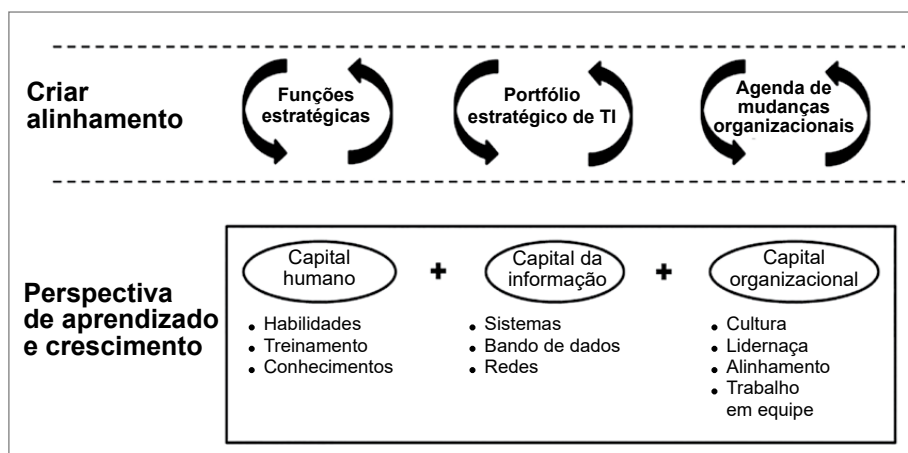 Criar
alinhamento
Funções
estratégicas
Portfólio
estratégico de TI
Agenda de
mudanças
organizacionais
Perspectiva
de aprendizado
e crescimento
Capital
humano
+
Capital da
informação
+
Capital
organizacional
• Habilidades
• Treinamento
• Conhecimentos
• Sistemas
• Bando de dados
• Redes
• Cultura
• Lidernaça
• Alinhamento
• Trabalho
em equipe